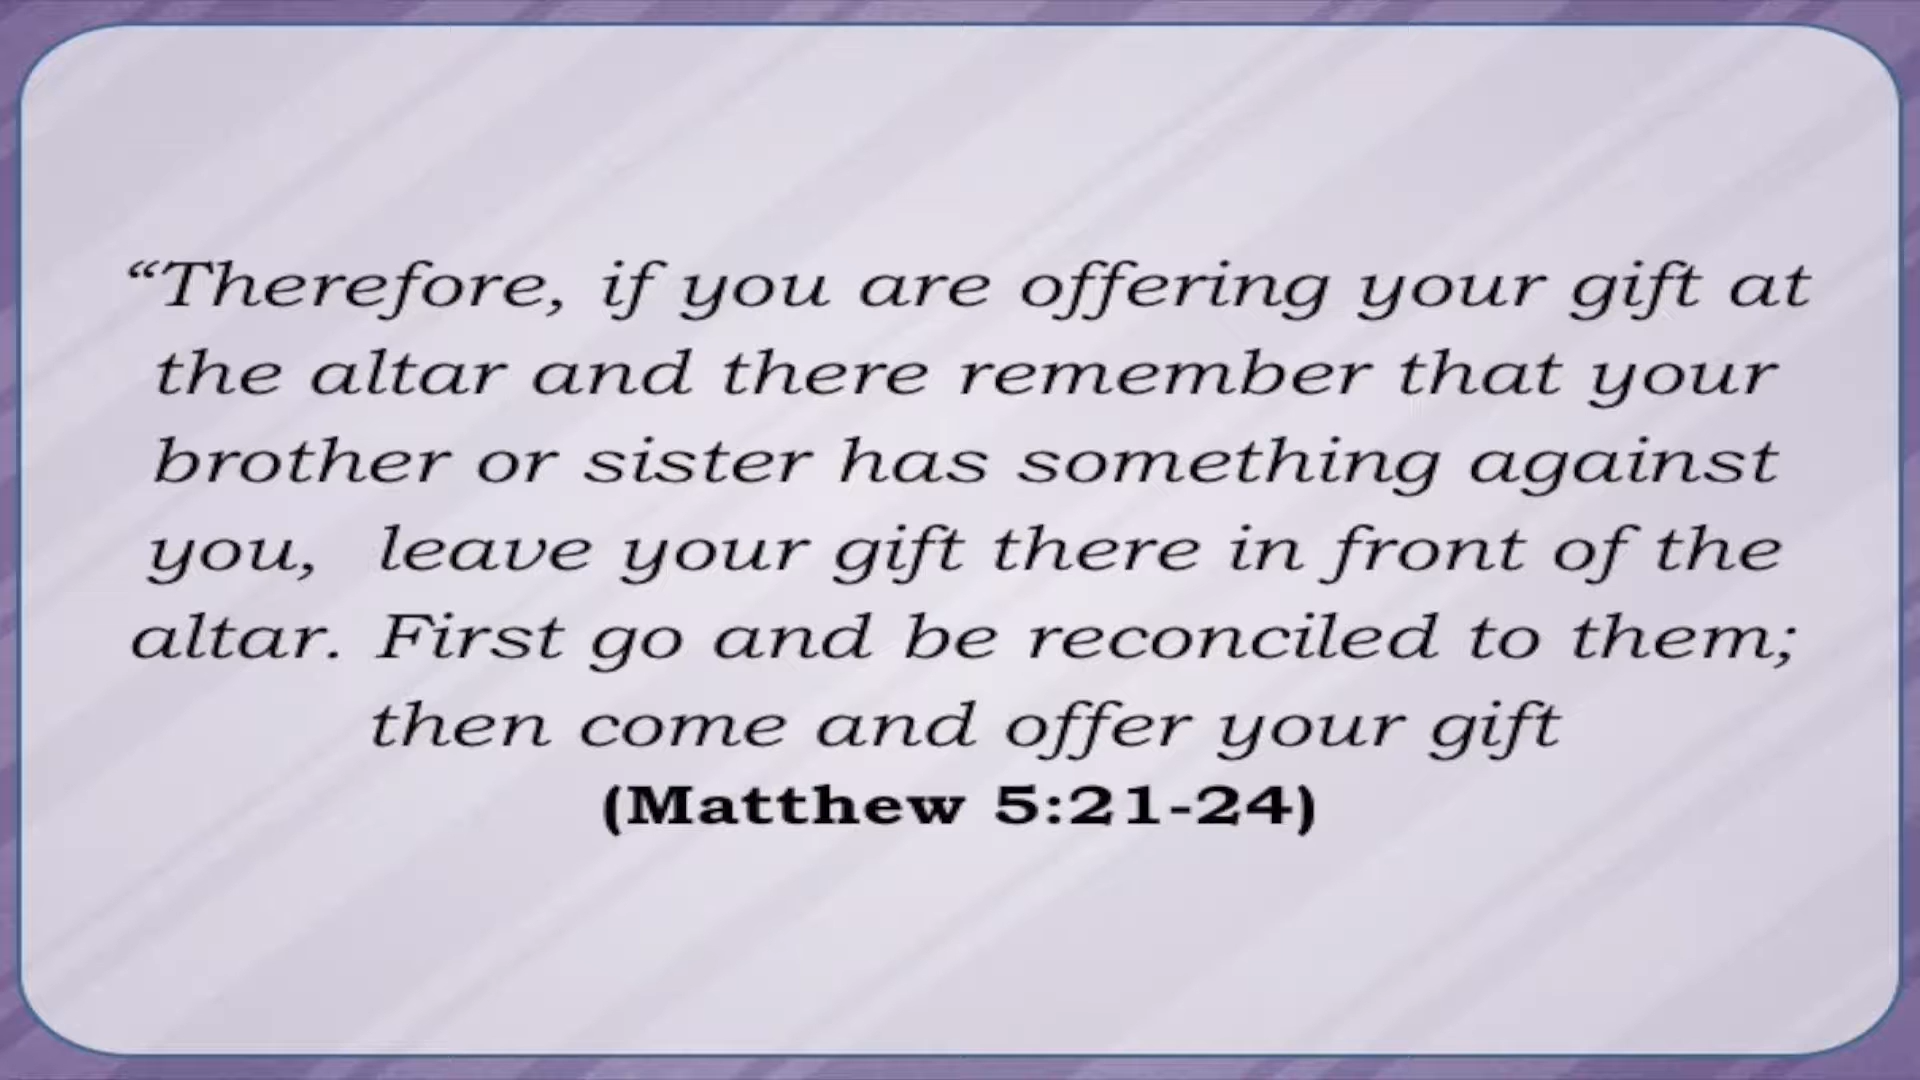 “Therefore, if you are offering your gift at
the altar and there remember that your
brother or sister has something against
you,  leave your gift there in front of the
altar. First go and be reconciled to them;
then come and offer your gift
(Matthew 5:21-24)